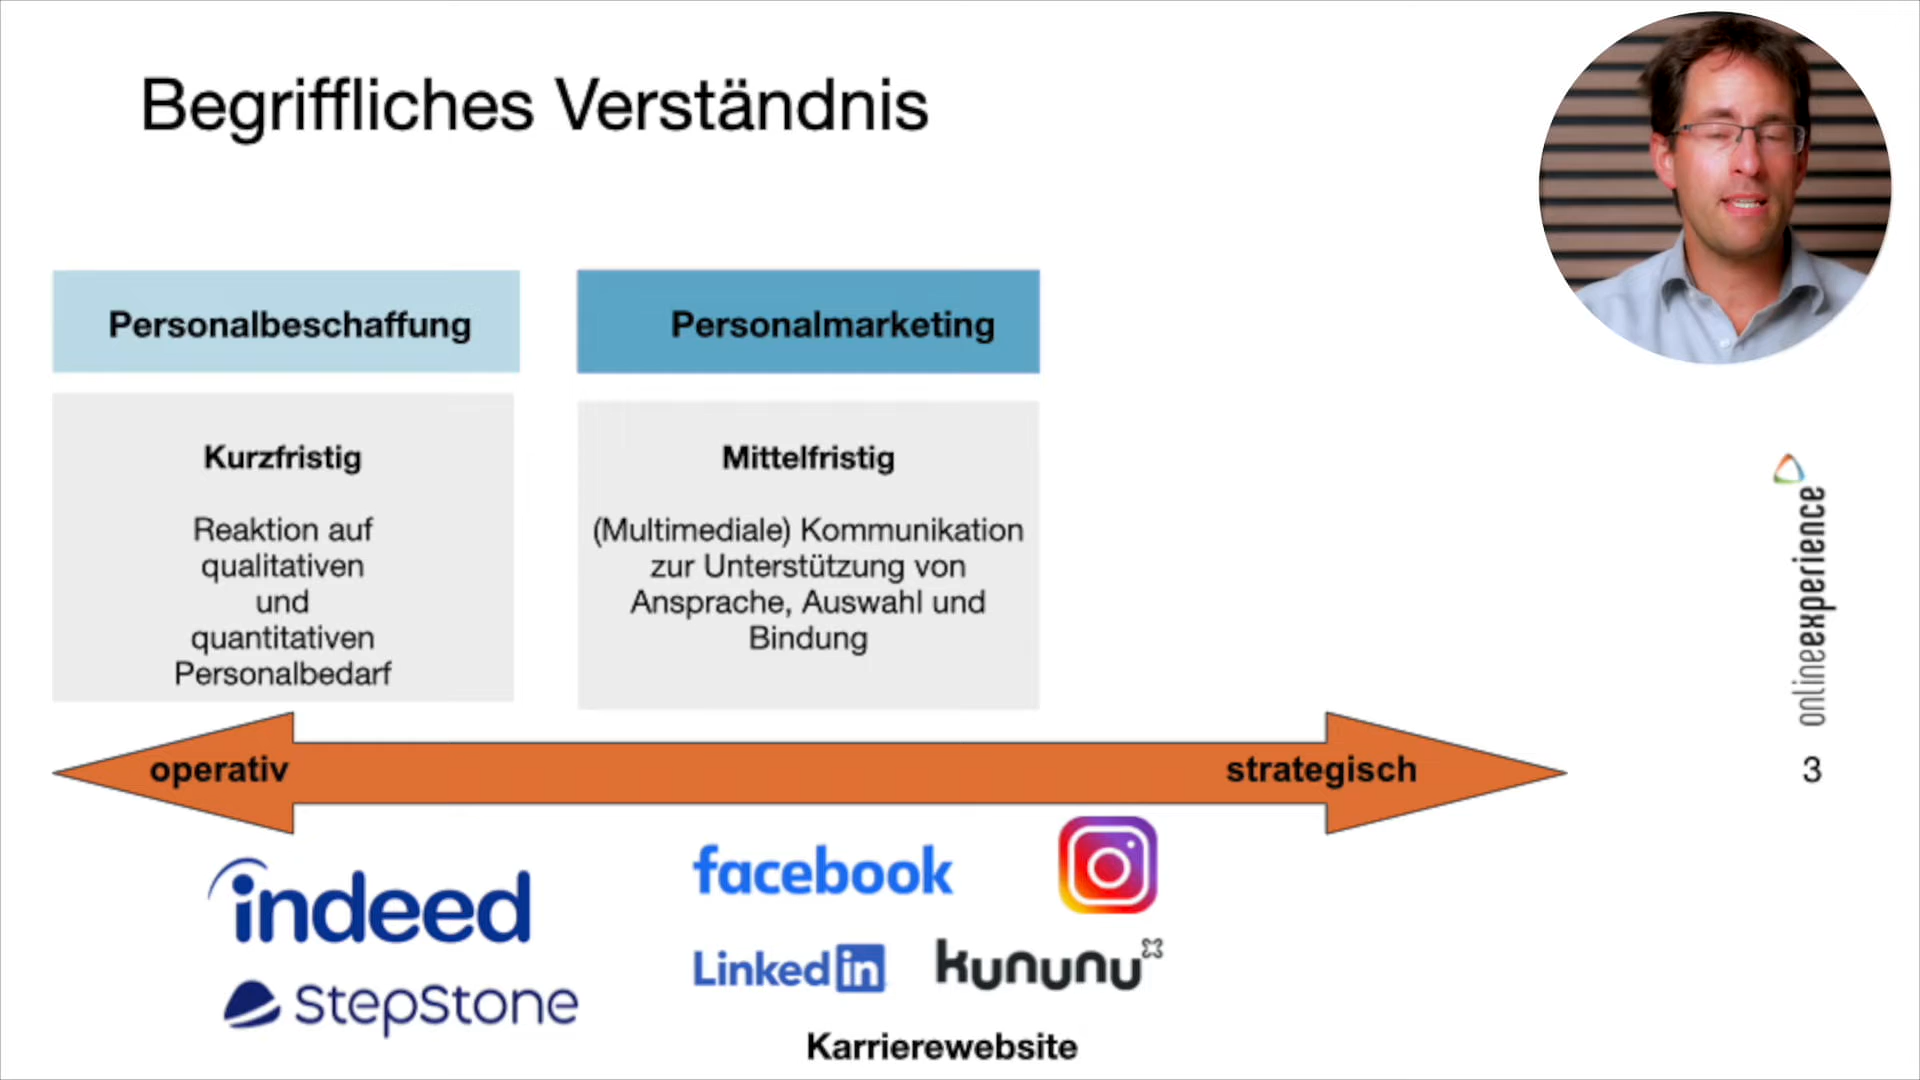 Begriffliches Verständnis
Personalbeschaffung
Kurzfristig
Reaktion auf
qualitativen
und
quantitativen
Personalbedarf
Personalmarketing
Mittelfristig
(Multimediale) Kommunikation
zur Unterstützung von
Ansprache, Auswahl und
Bindung
operativ
strategisch
onlineexperience
3
indeed
StepStone
facebook
LinkedIn
kununu
Karrierewebsite